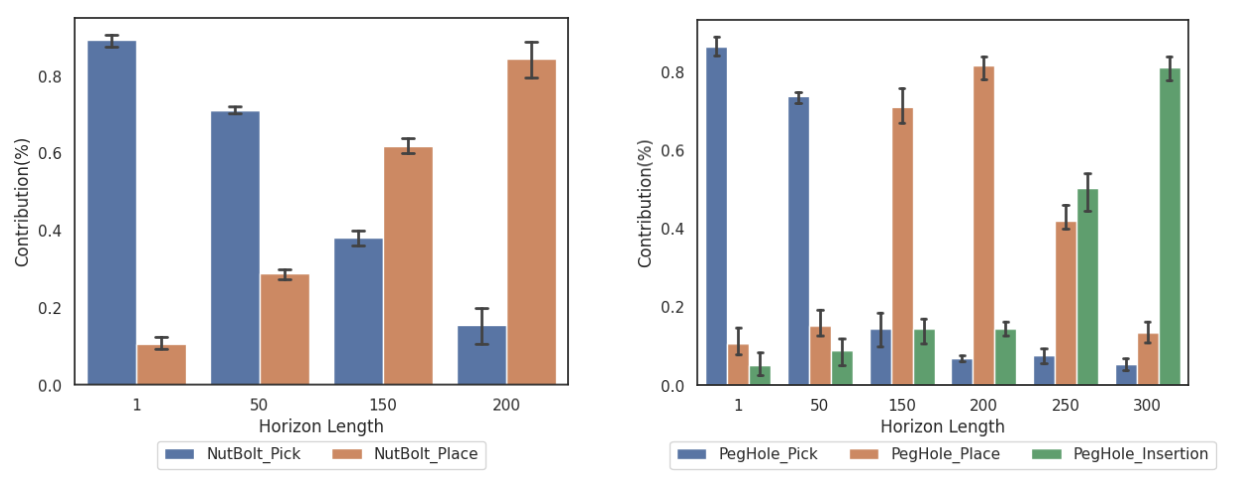 Contribution(%)
0.8
0.6
0.4
0.2
0.0
1 50 150 200
Horizon Length
NutBolt_Pick NutBolt_Place
Contribution(%)
0.8
0.6
0.4
0.2
0.0
1 50 150 200 250 300
Horizon Length
PegHole_Pick PegHole_Place PegHole_Insertion